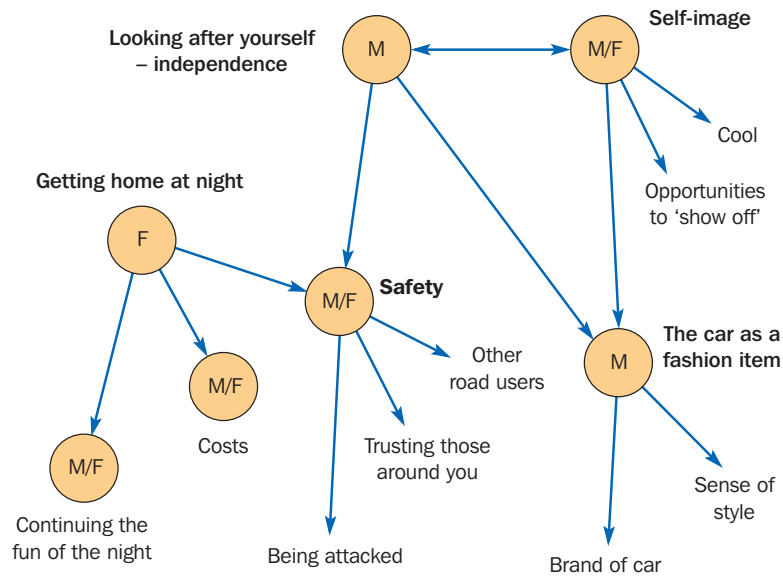 Self-image
Looking after yourself
– independence
M
M/F
Cool
Opportunities
to ‘show off’
Getting home at night
F
Safety
M/F
The car as a
fashion item
M
Other
road users
M/F
Costs
Trusting those
around you
M/F
Sense of
style
Continuing the
fun of the night
Being attacked
Brand of car